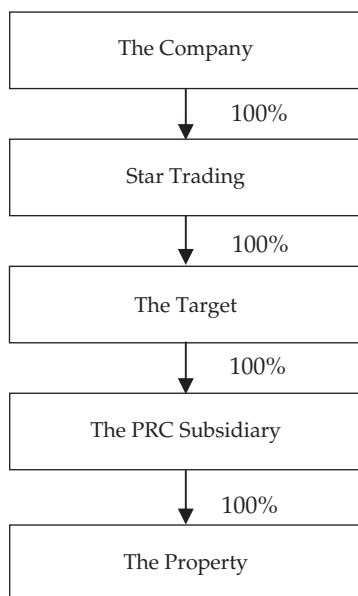 The Company
100%
Star Trading
100%
The Target
100%
The PRC Subsidiary
100%
The Property